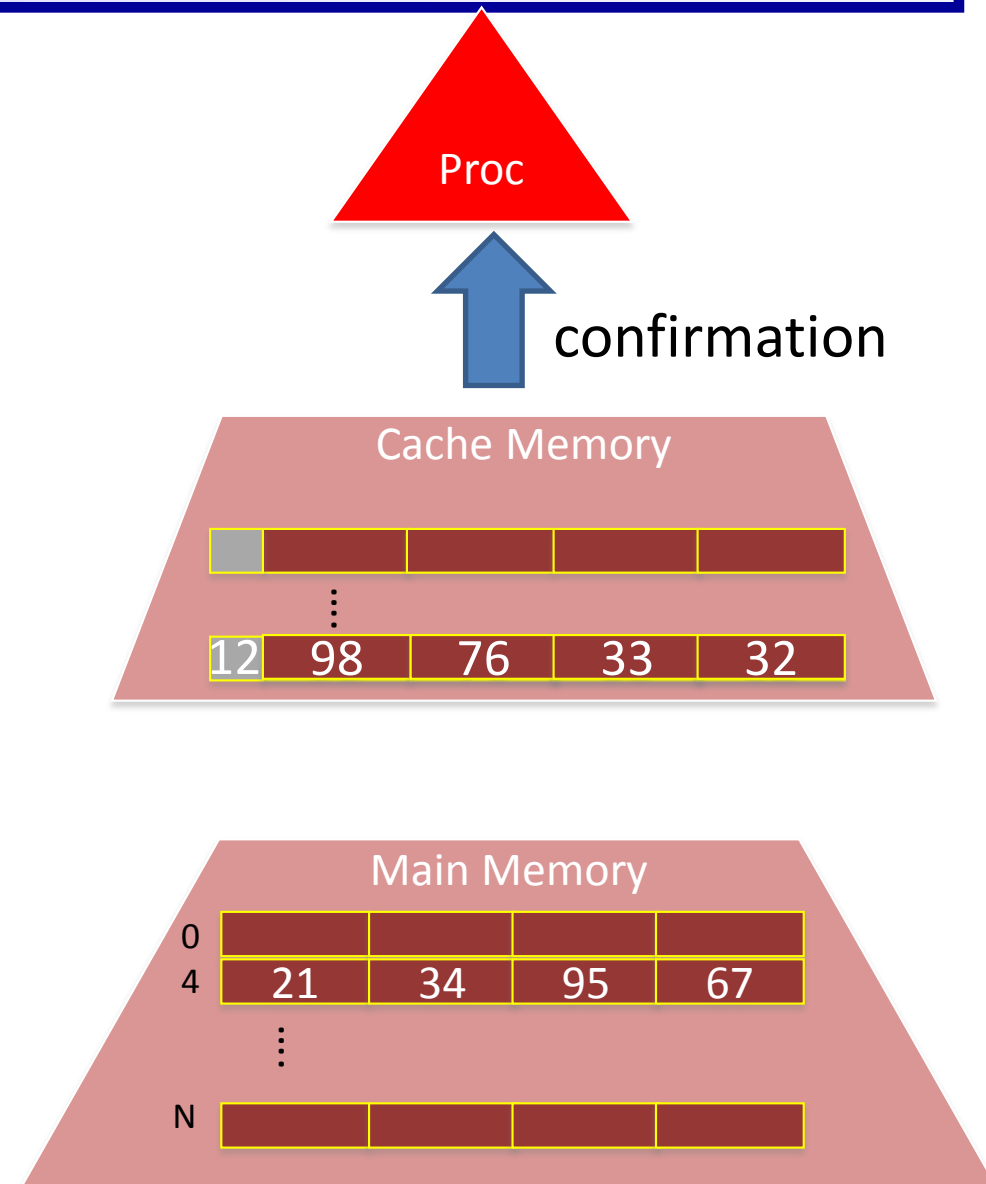 Proc
confirmation
Cache Memory
12 98 76 33 32
Main Memory
0
4 21 34 95 67
N